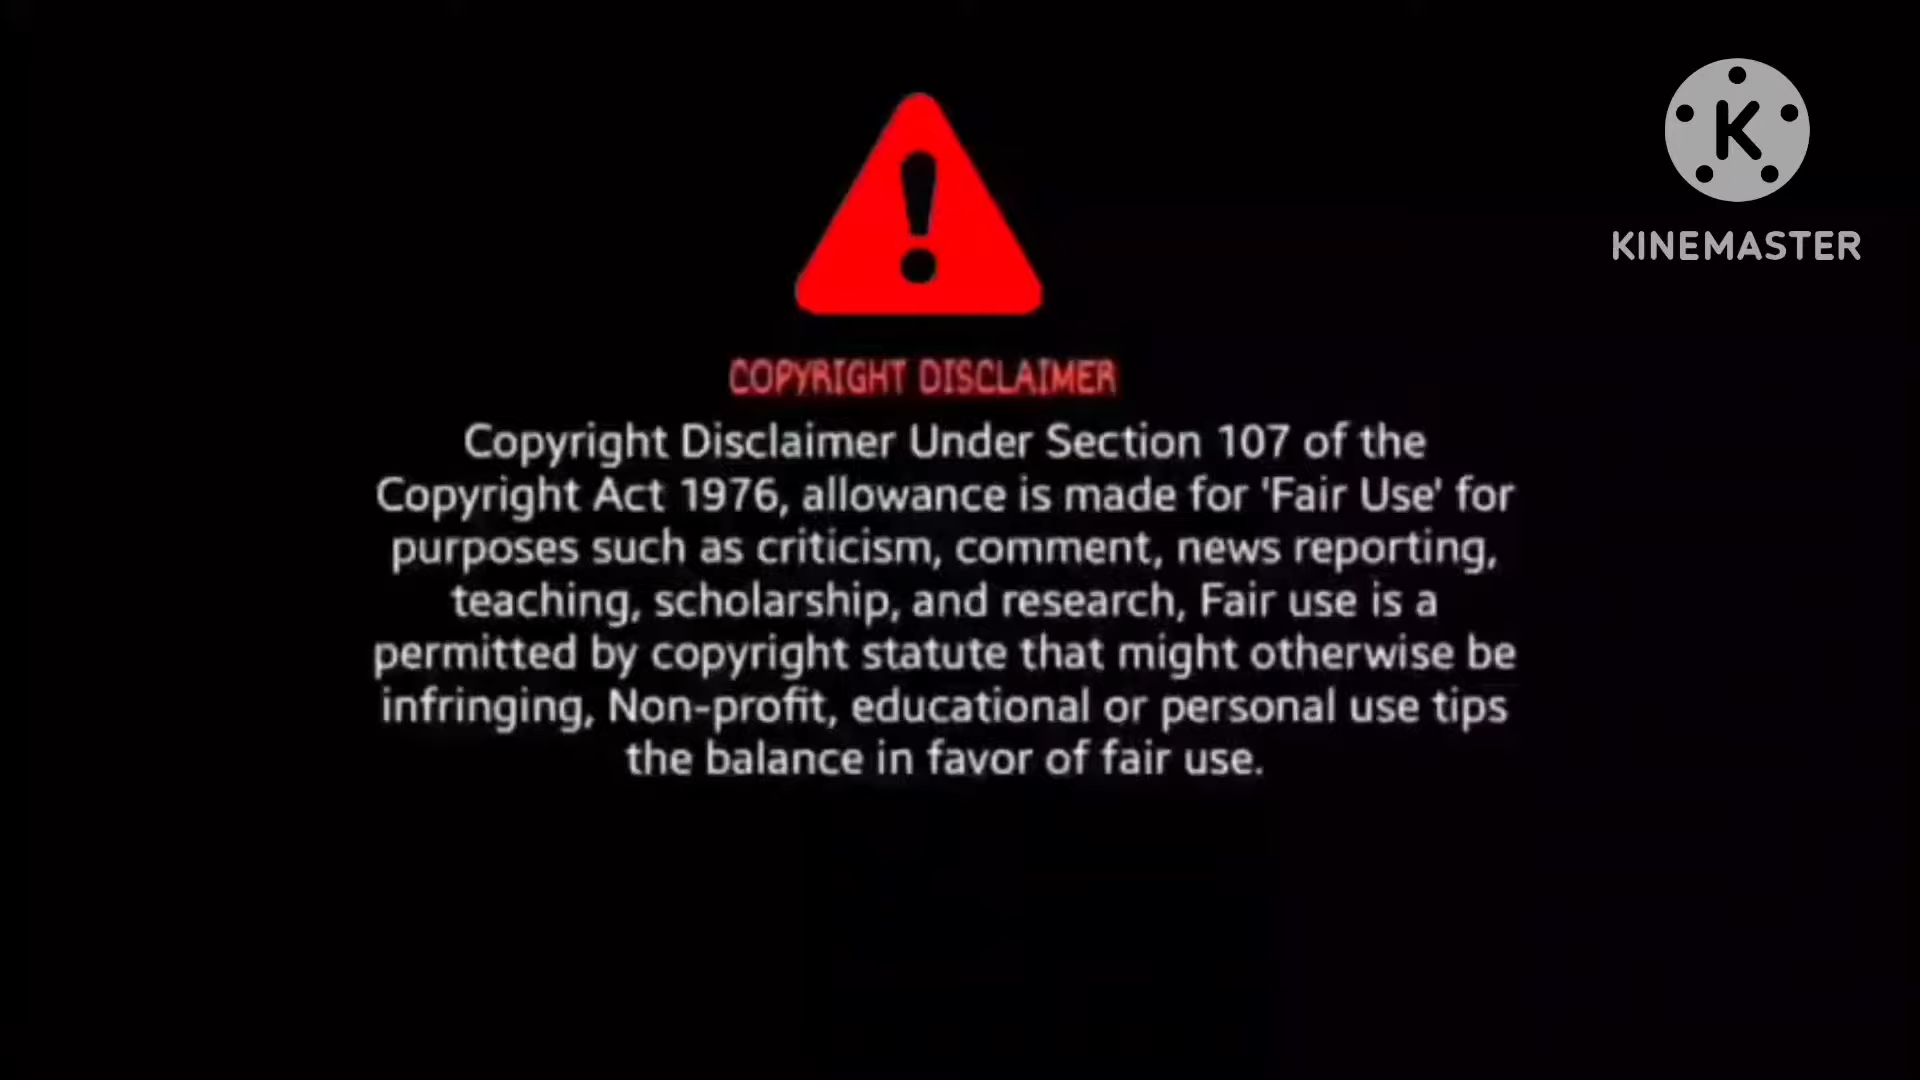 K
KINEMASTER
COPYRIGHT DISCLAIMER
Copyright Disclaimer Under Section 107 of the
Copyright Act 1976, allowance is made for 'Fair Use' for
purposes such as criticism, comment, news reporting,
teaching, scholarship, and research, Fair use is a
permitted by copyright statute that might otherwise be
infringing, Non-profit, educational or personal use tips
the balance in favor of fair use.